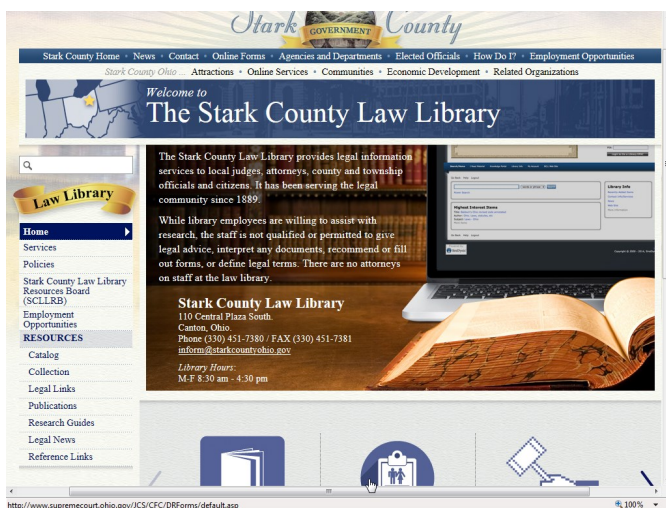 Stark GOVERNMENT County
Stark County Home • News • Contact • Online Forms • Agencies and Departments • Elected Officials • How Do I? • Employment Opportunities
Stark County Ohio ... Attractions • Online Services • Communities • Economic Development • Related Organizations
Welcome to
The Stark County Law Library
Law Library
Home
Services
Policies
Stark County Law Library
Resources Board
(SCLLRB)
Employment
Opportunities
RESOURCES
Catalog
Collection
Legal Links
Publications
Research Guides
Legal News
Reference Links
The Stark County Law Library provides legal information
services to local judges, attorneys, county and township
officials and citizens. It has been serving the legal
community since 1889.
While library employees are willing to assist with
research, the staff is not qualified or permitted to give
legal advice, interpret any documents, recommend or fill
out forms, or define legal terms. There are no attorneys
on staff at the law library.
Stark County Law Library
110 Central Plaza South.
Canton, Ohio.
Phone (330) 451-7380 / FAX (330) 451-7381
inform@starkcountyohio.gov
Library Hours:
M-F 8:30 am - 4:30 pm
Library Info
Highest Interest Items
http://www.supremecourt.ohio.gov/JCS/CFC/DRForms/default.asp
100%